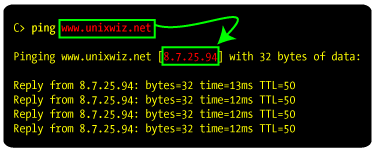 C> ping www.unixwiz.net
Pinging www.unixwiz.net [8.7.25.94] with 32 bytes of data:
Reply from 8.7.25.94: bytes=32 time=13ms TTL=50
Reply from 8.7.25.94: bytes=32 time=12ms TTL=50
Reply from 8.7.25.94: bytes=32 time=12ms TTL=50
Reply from 8.7.25.94: bytes=32 time=12ms TTL=50